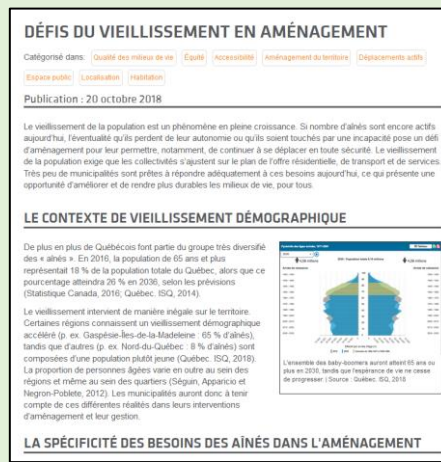 DÉFIS DU VIEILLISSEMENT EN AMÉNAGEMENT
Catégorisé dans: Qualité des milieux de vie Équité Accessibilité Aménagement du territoire Déplacements actifs
Espace public Localisation Habitation
Publication : 20 octobre 2018
Le vieillissement de la population est un phénomène en pleine croissance. Si nombre d'aînés sont encore actifs
aujourd'hui, l'éventualité qu'ils perdent de leur autonomie ou qu'ils soient touchés par une incapacité pose un défi
d'aménagement pour leur permettre, notamment, de continuer à se déplacer en toute sécurité. Le vieillissement
de la population exige que les collectivités s'ajustent sur le plan de l'offre résidentielle, de transport et de services.
Très peu de municipalités sont prêtes à répondre adéquatement à ces besoins aujourd'hui, ce qui présente une
opportunité d'améliorer et de rendre plus durables les milieux de vie, pour tous.
LE CONTEXTE DE VIEILLISSEMENT DÉMOGRAPHIQUE
De plus en plus de Québécois font partie du groupe très diversifié
des « aînés ». En 2016, la population de 65 ans et plus
représentait 18 % de la population totale du Québec, alors que ce
pourcentage atteindra 26 % en 2036, selon les prévisions
(Statistique Canada, 2016; Québec. ISQ, 2014).
Le vieillissement intervient de manière inégale sur le territoire.
Certaines régions connaissent un vieillissement démographique
accéléré (p. ex. Gaspésie-Îles-de-la-Madeleine : 65 % d'aînés),
tandis que d'autres (p. ex. Nord-du-Québec : 8 % d'aînés) sont
composées d'une population plutôt jeune (Québec. ISQ, 2018).
La proportion de personnes âgées varie en outre au sein des
régions et même au sein des quartiers (Séguin, Apparicio et
Negron-Poblete, 2012). Les municipalités auront donc à tenir
compte de ces différentes réalités dans leurs interventions
d'aménagement et leur gestion.
L'ensemble des baby-boomers auront atteint 65 ans ou
plus en 2030, tandis que l'espérance de vie ne cesse
de progresser. | Source : Québec. ISQ, 2018
LA SPÉCIFICITÉ DES BESOINS DES AÎNÉS DANS L'AMÉNAGEMENT